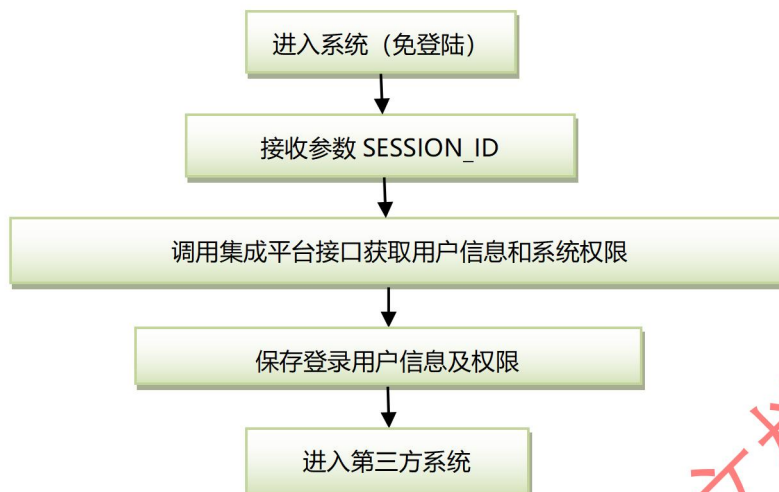 进入系统（免登陆）
接收参数 SESSION_ID
调用集成平台接口获取用户信息和系统权限
保存登录用户信息及权限
进入第三方系统